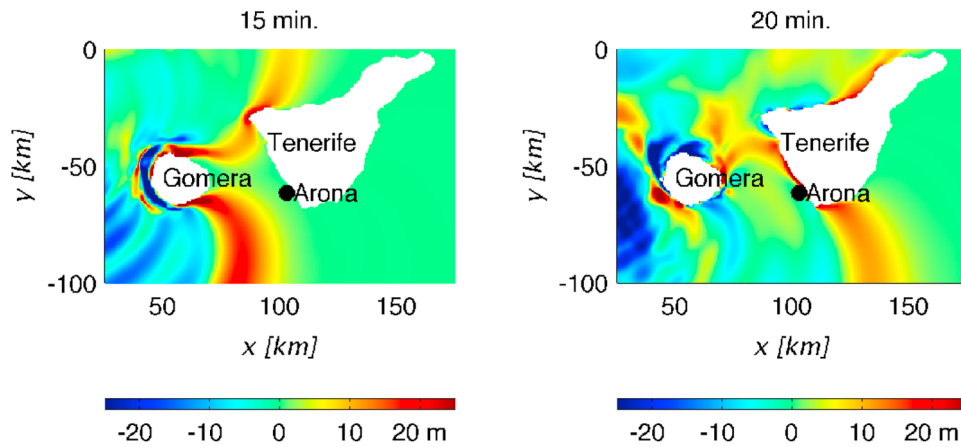 15 min.
0
-50
-100
y [km]
Tenerife
Gomera
Arona
50
100
150
x [km]
-20
-10
0
10
20 m
20 min.
0
-50
-100
y [km]
Tenerife
Gomera
Arona
50
100
150
x [km]
-20
-10
0
10
20 m